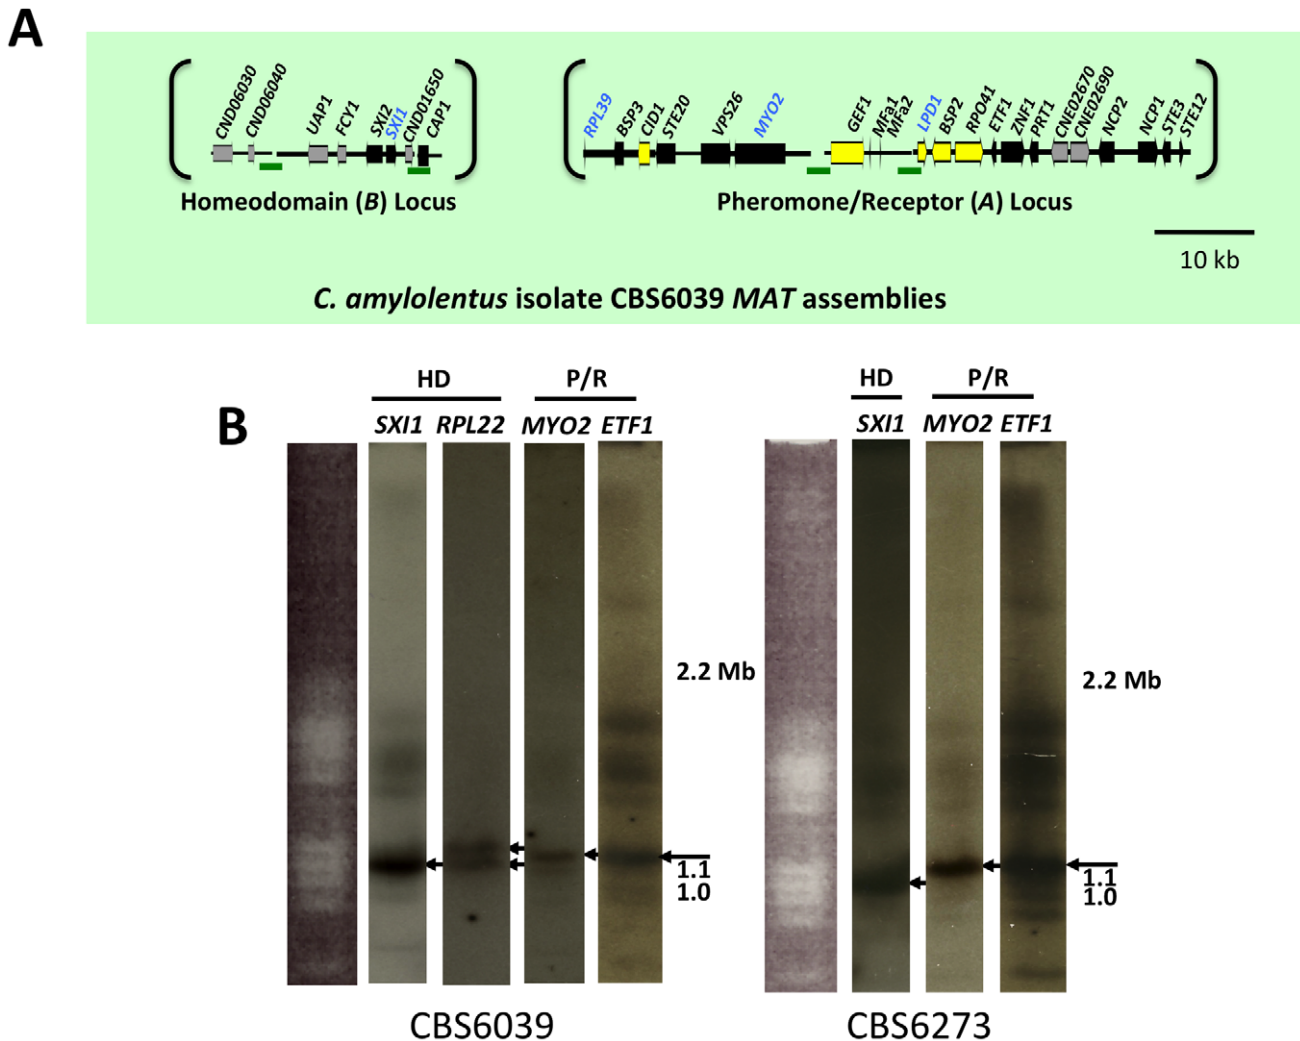 A
CND06030 CND06040 UAP1 FCY1 SXI2 SXI1 CND01650 CAP1
RPL39 BSP3 CID1 STE20 VPS26 MYO2 GEF1 MFa1 MFa2 LPD1 BSP2 RPO41 ETF1 ZNF1 PRT1 CNE02670 CNE02690 NCP2 NCP1 STE3 STE12
Homeodomain (B) Locus
Pheromone/Receptor (A) Locus
10 kb
C. amylolentus isolate CBS6039 MAT assemblies
B
HD P/R
SXI1 RPL22 MYO2 ETF1
2.2 Mb
1.1
1.0
CBS6039
HD P/R
SXI1 MYO2 ETF1
2.2 Mb
1.1
1.0
CBS6273